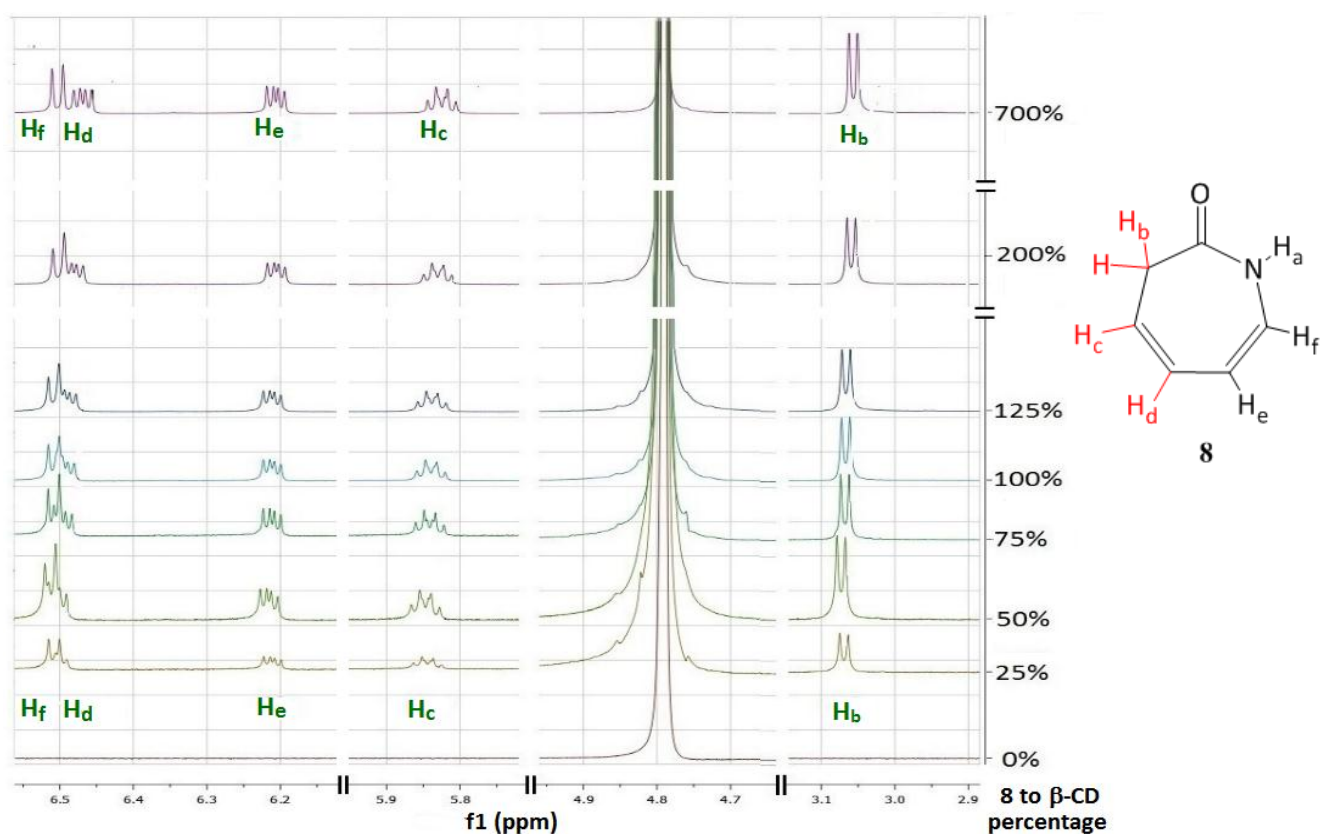 700%
Hf Hd He Hc Hb
200%
125%
100%
75%
50%
25%
Hf Hd He Hc Hb
0%
6.5 6.4 6.3 6.2 5.9 5.8 4.9 4.8 4.7 3.1 3.0 2.9
f1 (ppm)
8 to β-CD
percentage
O
Hb
H
N
Ha
Hc
Hf
Hd
He
8